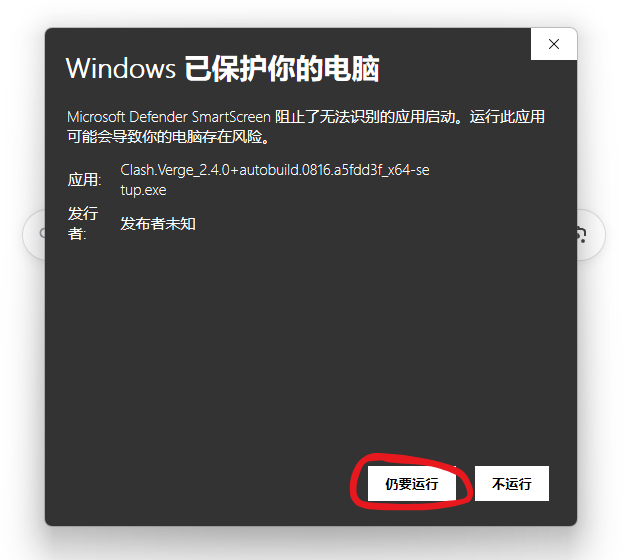 Windows 已保护你的电脑
Microsoft Defender SmartScreen 阻止了无法识别的应用启动。运行此应用
可能会导致你的电脑存在风险。
应用:
Clash.Verge_2.4.0+autobuild.0816.a5fdd3f_x64-se
tup.exe
发行
者:
发布者未知
仍要运行
不运行